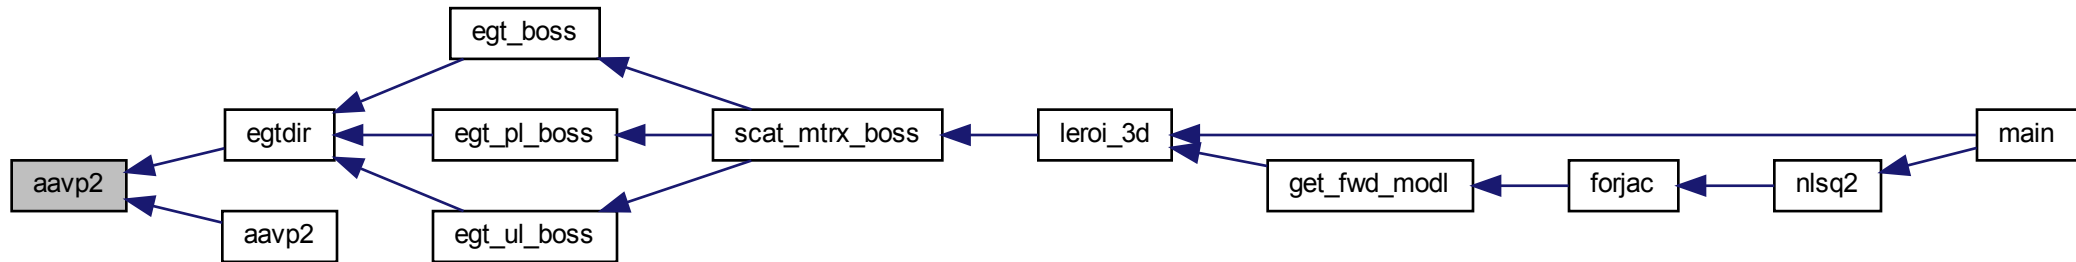 egt_boss
egtdir
egt_pl_boss
scat_mtrx_boss
leroi_3d
main
aavp2
get_fwd_modl
forjac
nlsq2
aavp2
egt_ul_boss